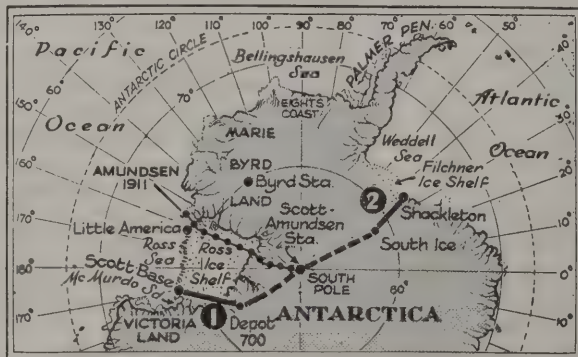 140°
130°
120°
110°
100°
90°
80°
70°
60°
50°
Pacific
ANTARCTIC CIRCLE
60°
Bellingshausen
Sea
PALMER PEN.
40°
150°
70°
EIGHTS
COAST
Atlantic
Ocean
MARIE
Weddell
Sea
Ocean
30°
160°
AMUNDSEN
1911
BYRD
Byrd Sta.
LAND
Filchner
Ice Shelf
20°
170°
Little America
Scott-
Amundsen
Sta.
2
Shackleton
10°
Ross
Sea
Ross
Ice
Shelf
South Ice
180°
Scott Base
McMurdo Sd.
SOUTH
POLE
0°
170°
VICTORIA
LAND
1
Depot
700
ANTARCTICA
80°
10°